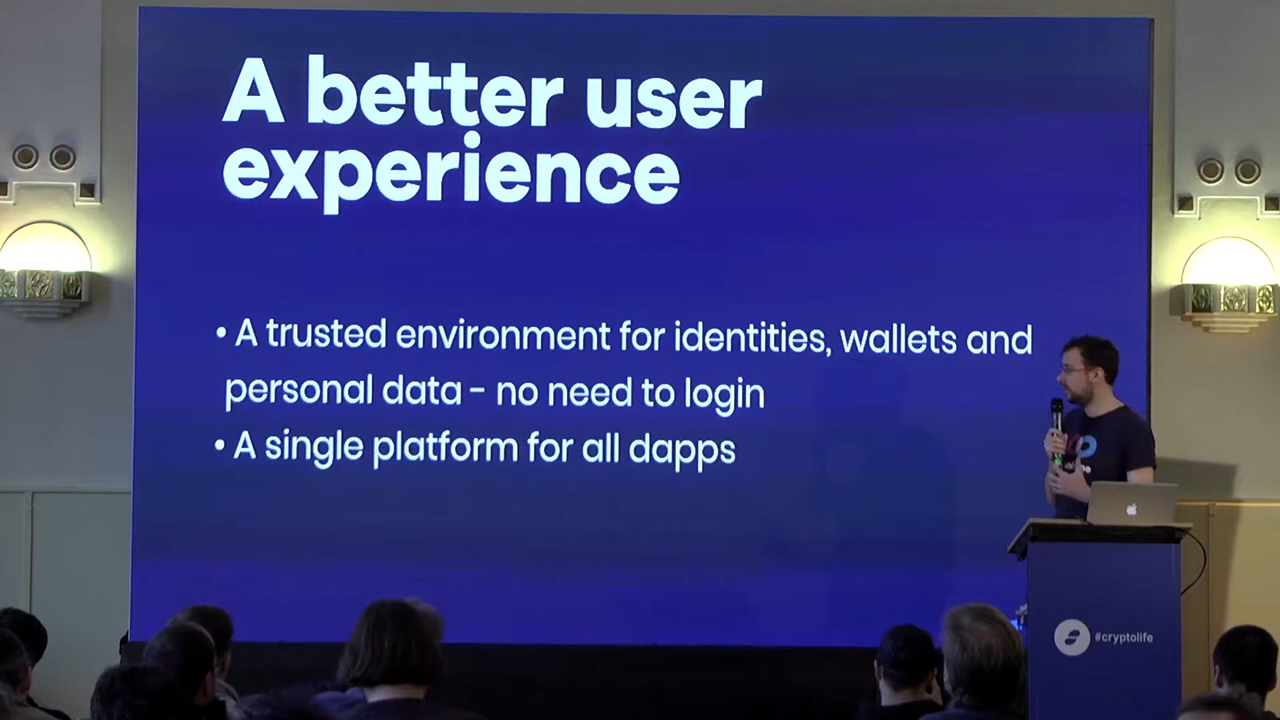 A better user
experience
• A trusted environment for identities, wallets and
personal data - no need to login
• A single platform for all dapps
#cryptolife